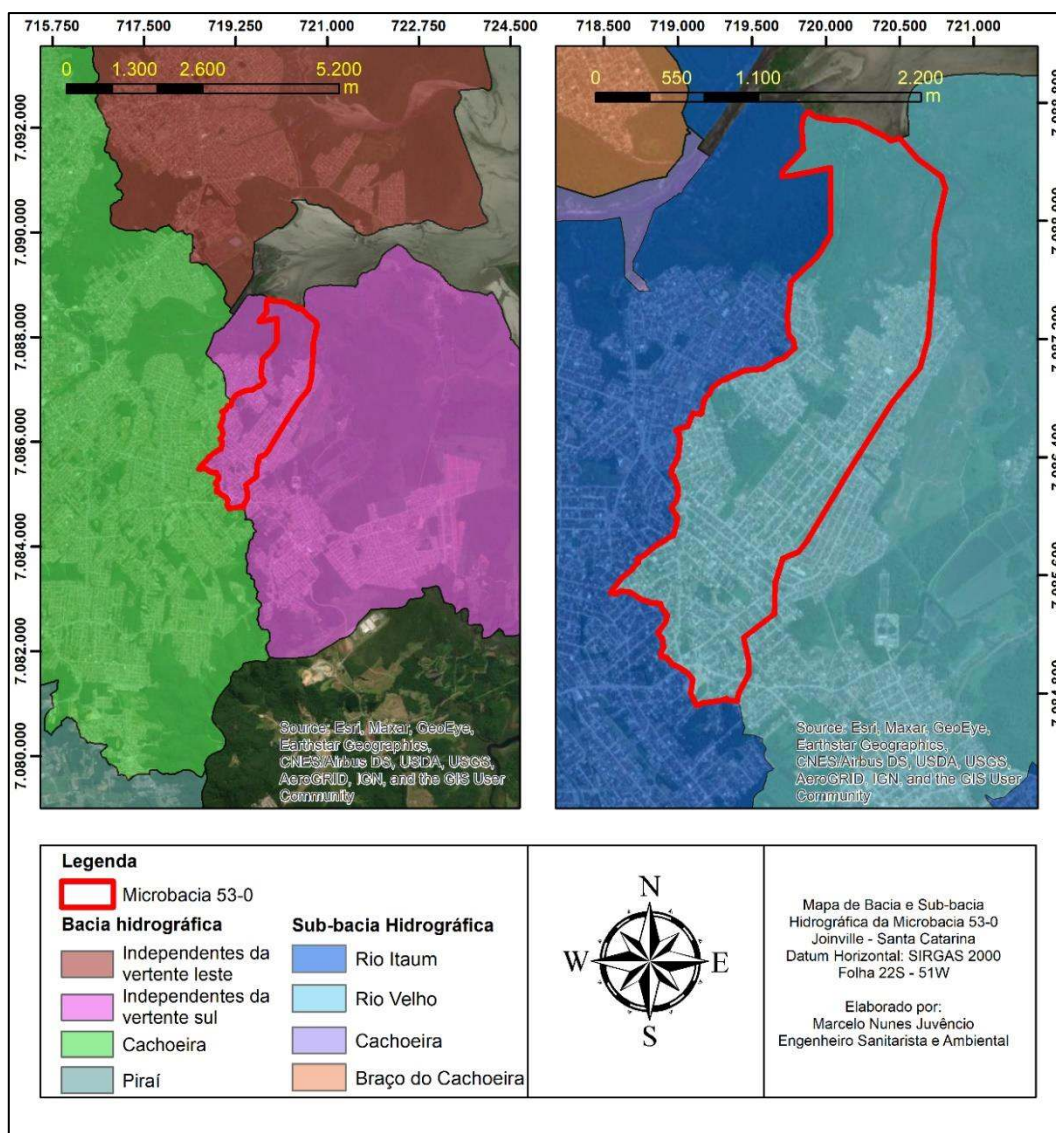 715.750 717.500 719.250 721.000 722.750 724.500
718.500 719.000 719.500 720.000 720.500 721.000
0 1.300 2.600 5.200
m
0 550 1.100 2.200
m
7.092.000
7.090.000
7.088.000
7.086.000
7.084.000
7.082.000
7.080.000
Source: Esri, Maxar, GeoEye,
Earthstar Geographics,
CNES/Airbus DS, USDA, USGS,
AeroGRID, IGN, and the GIS User
Community
Source: Esri, Maxar, GeoEye,
Earthstar Geographics,
CNES/Airbus DS, USDA, USGS,
AeroGRID, IGN, and the GIS User
Community
Legenda
Microbacia 53-0
Bacia hidrográfica
Independentes da
vertente leste
Independentes da
vertente sul
Cachoeira
Piraí
Sub-bacia Hidrográfica
Rio Itaum
Rio Velho
Cachoeira
Braço do Cachoeira
N
W E
S
Mapa de Bacia e Sub-bacia
Hidrográfica da Microbacia 53-0
Joinville - Santa Catarina
Datum Horizontal: SIRGAS 2000
Folha 22S - 51W
Elaborado por:
Marcelo Nunes Juvêncio
Engenheiro Sanitarista e Ambiental